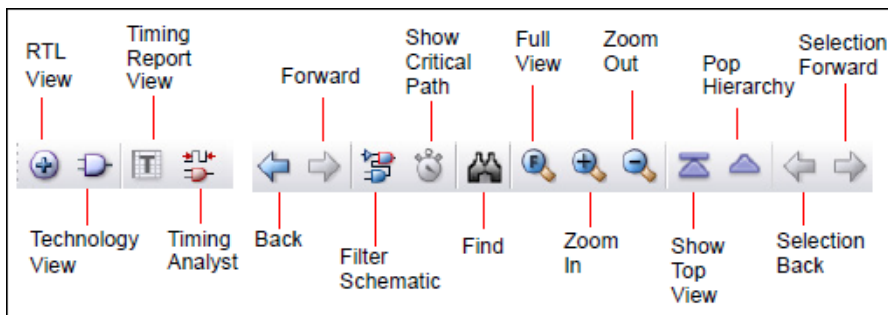 RTL
View
Timing
Report
View
Forward
Show
Critical
Path
Full
View
Zoom
Out
Pop
Hierarchy
Selection
Forward
T
F
Technology
View
Timing
Analyst
Back
Filter
Schematic
Find
Zoom
In
Show
Top
View
Selection
Back